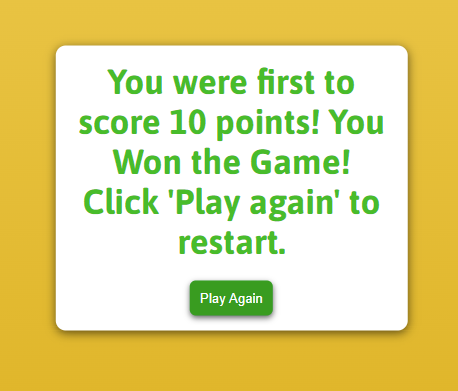 You were first to
score 10 points! You
Won the Game!
Click 'Play again' to
restart.
Play Again